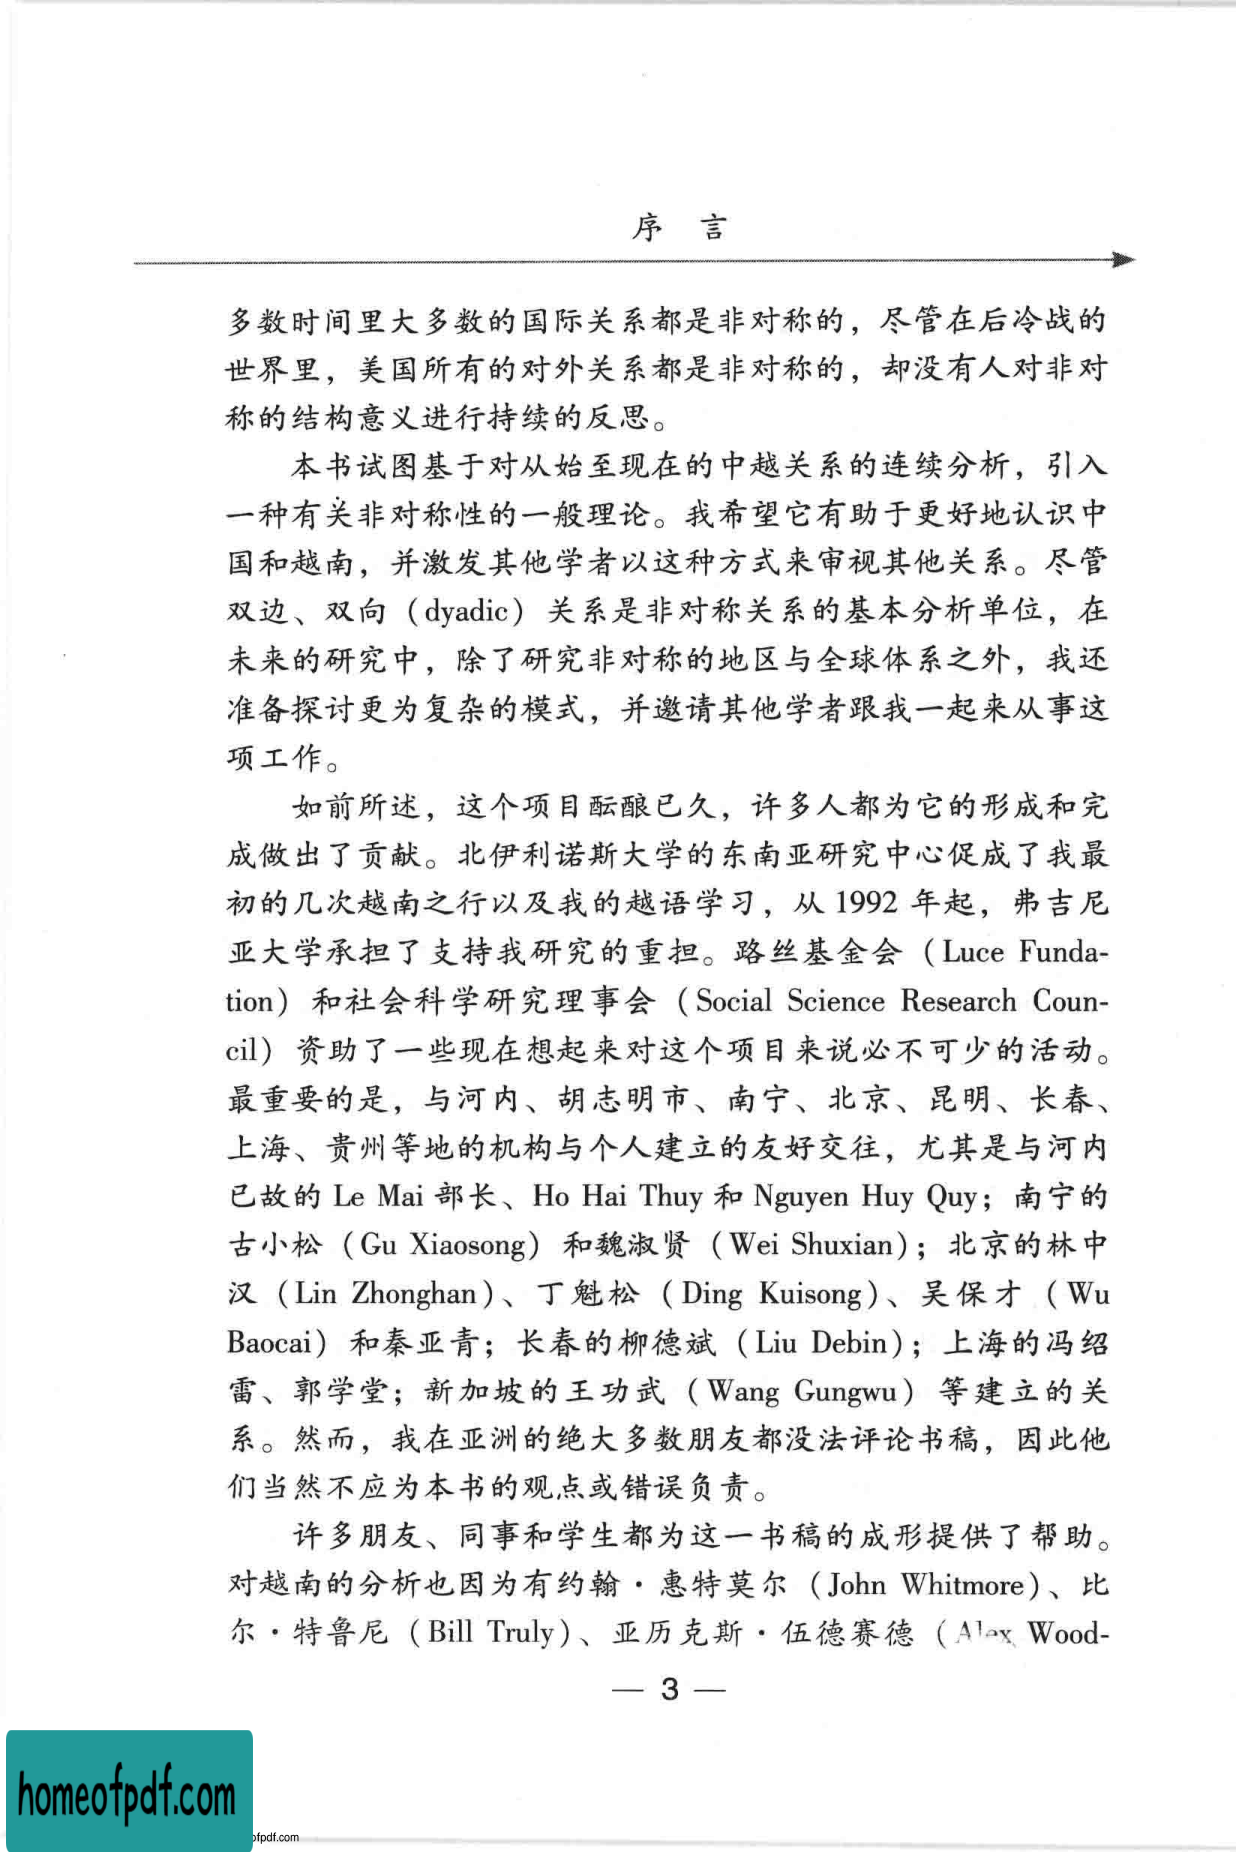 序 言
多数时间里大多数的国际关系都是非对称的，尽管在后冷战的
世界里，美国所有的对外关系都是非对称的，却没有人对非对
称的结构意义进行持续的反思。
本书试图基于对从始至现在的中越关系的连续分析，引入
一种有关非对称性的一般理论。我希望它有助于更好地认识中
国和越南，并激发其他学者以这种方式来审视其他关系。尽管
双边、双向（dyadic）关系是非对称关系的基本分析单位，在
未来的研究中，除了研究非对称的地区与全球体系之外，我还
准备探讨更为复杂的模式，并邀请其他学者跟我一起来从事这
项工作。
如前所述，这个项目酝酿已久，许多人都为它的形成和完
成做出了贡献。北伊利诺斯大学的东南亚研究中心促成了我最
初的几次越南之行以及我的越语学习，从 1992 年起，弗吉尼
亚大学承担了支持我研究的重担。路丝基金会（Luce Funda-
tion）和社会科学研究理事会（Social Science Research Coun-
cil）资助了一些现在想起来对这个项目来说必不可少的活动。
最重要的是，与河内、胡志明市、南宁、北京、昆明、长春、
上海、贵州等地的机构与个人建立的友好交往，尤其是与河内
已故的 Le Mai 部长、Ho Hai Thuy 和 Nguyen Huy Quy；南宁的
古小松（Gu Xiaosong）和魏淑贤（Wei Shuxian）；北京的林中
汉（Lin Zhonghan）、丁魁松（Ding Kuisong）、吴保才（Wu
Baocai）和秦亚青；长春的柳德斌（Liu Debin）；上海的冯绍
雷、郭学堂；新加坡的王功武（Wang Gungwu）等建立的关
系。然而，我在亚洲的绝大多数朋友都没法评论书稿，因此他
们当然不应为本书的观点或错误负责。
许多朋友、同事和学生都为这一书稿的成形提供了帮助。
对越南的分析也因为有约翰·惠特莫尔（John Whitmore）、比
尔·特鲁尼（Bill Truly）、亚历克斯·伍德赛德（Alex Wood-
— 3 —
homeofpdf.com
ofpdf.com